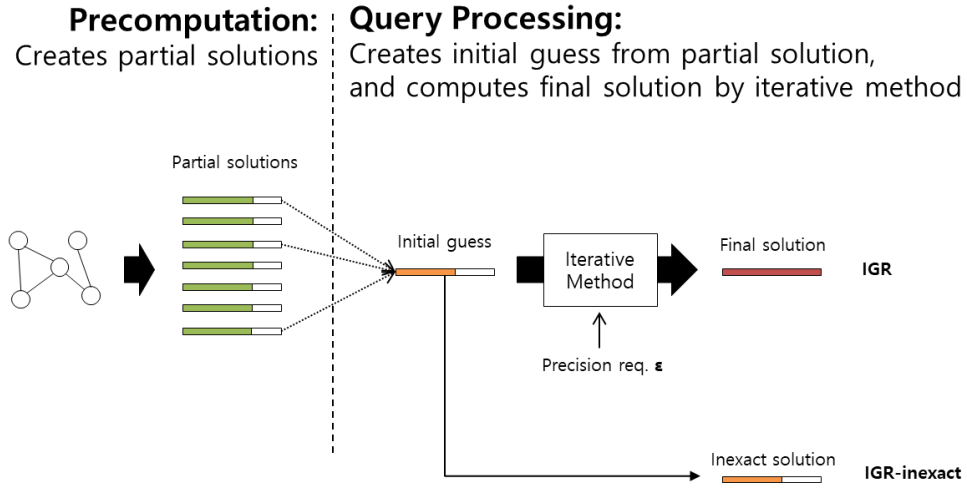 Precomputation:
Creates partial solutions
Query Processing:
Creates initial guess from partial solution,
and computes final solution by iterative method
Partial solutions
Initial guess
Iterative
Method
Final solution
IGR
Precision req. ε
Inexact solution
IGR-inexact